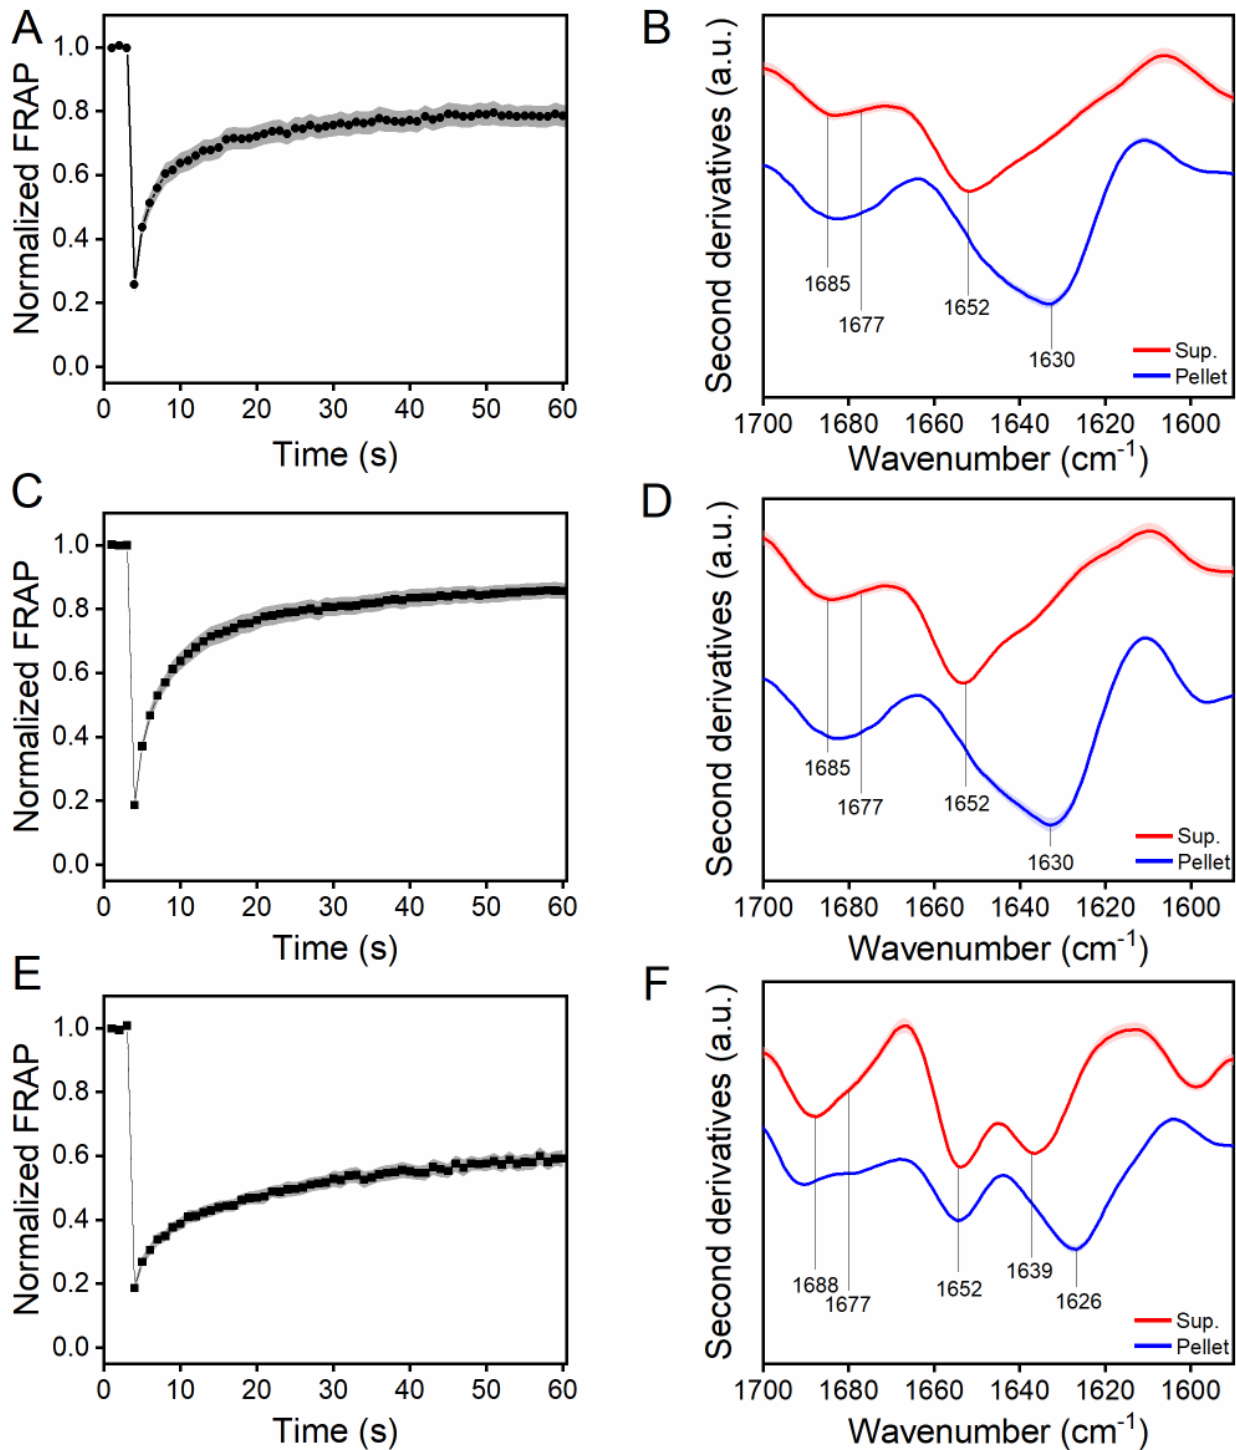 A
Normalized FRAP
1.0
0.8
0.6
0.4
0.2
0.0
0 10 20 30 40 50 60
Time (s)
B
Second derivatives (a.u.)
1685
1677
1652
1630
Sup.
Pellet
1700 1680 1660 1640 1620 1600
Wavenumber (cm⁻¹)
C
Normalized FRAP
1.0
0.8
0.6
0.4
0.2
0.0
0 10 20 30 40 50 60
Time (s)
D
Second derivatives (a.u.)
1685
1677
1652
1630
Sup.
Pellet
1700 1680 1660 1640 1620 1600
Wavenumber (cm⁻¹)
E
Normalized FRAP
1.0
0.8
0.6
0.4
0.2
0.0
0 10 20 30 40 50 60
Time (s)
F
Second derivatives (a.u.)
1688
1677
1652
1639
1626
Sup.
Pellet
1700 1680 1660 1640 1620 1600
Wavenumber (cm⁻¹)